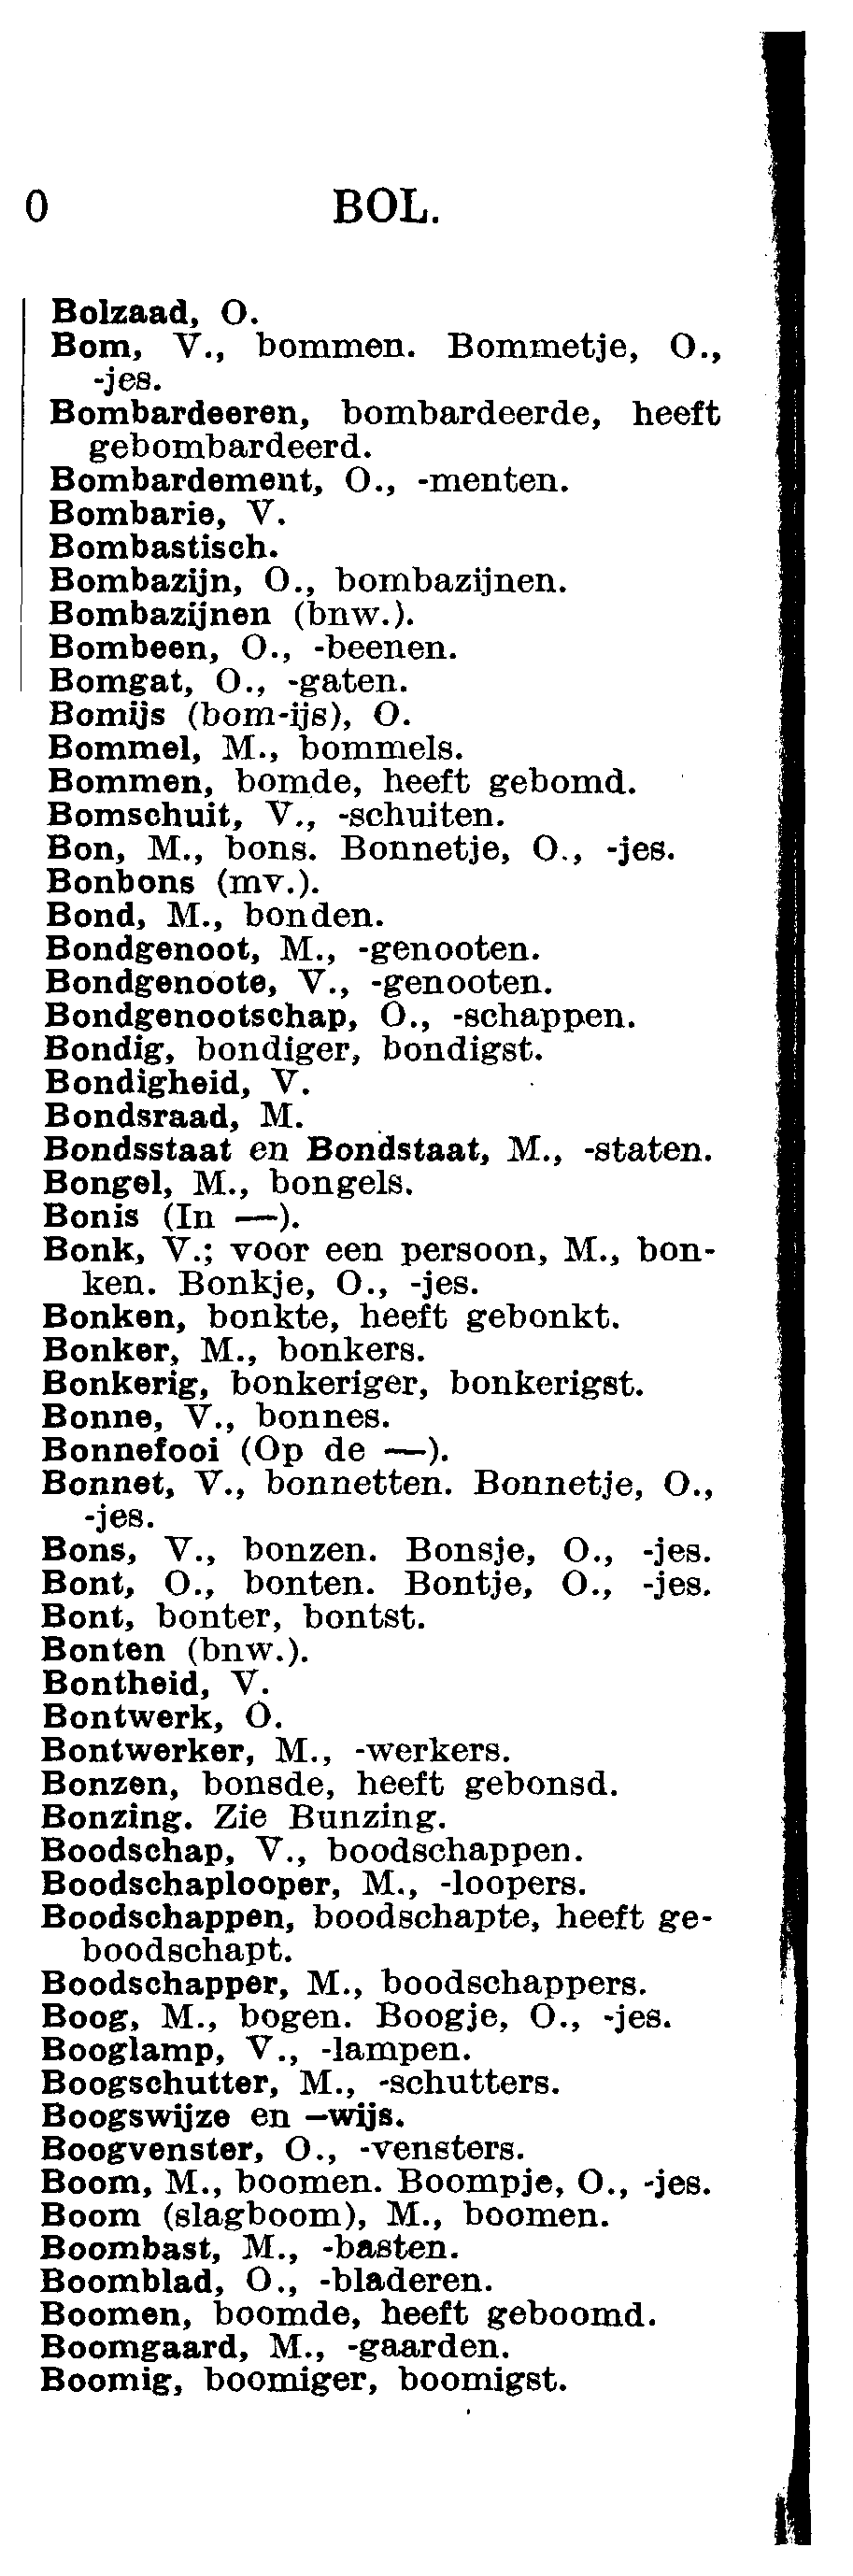 0 BOL.
Bolzaad, O.
Bom, V., bommen. Bommetje, O.,
-jes.
Bombardeeren, bombardeerde, heeft
gebombardeerd.
Bombardement, O., -menten.
Bombarie, V.
Bombastisch.
Bombazijn, O., bombazijnen.
Bombazijnen (bnw.).
Bombeen, O., -beenen.
Bomgat, O., -gaten.
Bomijs (bom-ijs), O.
Bommel, M., bommels.
Bommen, bomde, heeft gebomd.
Bomschuit, V., -schuiten.
Bon, M., bons. Bonnetje, O., -jes.
Bonbons (mv.).
Bond, M., bonden.
Bondgenoot, M., -genooten.
Bondgenoote, V., -genooten.
Bondgenootschap, O., -schappen.
Bondig, bondiger, bondigst.
Bondigheid, V.
Bondsraad, M.
Bondsstaat en Bondstaat, M., -staten.
Bongel, M., bongels.
Bonis (In —).
Bonk, V.; voor een persoon, M., bon-
ken. Bonkje, O., -jes.
Bonken, bonkte, heeft gebonkt.
Bonker, M., bonkers.
Bonkerig, bonkeriger, bonkerigst.
Bonne, V., bonnes.
Bonnefooi (Op de —).
Bonnet, V., bonnetten. Bonnetje, O.,
-jes.
Bons, V., bonzen. Bonsje, O., -jes.
Bont, O., bonten. Bontje, O., -jes.
Bont, bonter, bontst.
Bonten (bnw.).
Bontheid, V.
Bontwerk, O.
Bontwerker, M., -werkers.
Bonzen, bonsde, heeft gebonsd.
Bonzing. Zie Bunzing.
Boodschap, V., boodschappen.
Boodschaplooper, M., -loopers.
Boodschappen, boodschapte, heeft ge-
boodschapt.
Boodschapper, M., boodschappers.
Boog, M., bogen. Boogje, O., -jes.
Booglamp, V., -lampen.
Boogschutter, M., -schutters.
Boogswijze en —wijs.
Boogvenster, O., -vensters.
Boom, M., boomen. Boompje, O., -jes.
Boom (slagboom), M., boomen.
Boombast, M., -basten.
Boomblad, O., -bladeren.
Boomen, boomde, heeft geboomd.
Boomgaard, M., -gaarden.
Boomig, boomiger, boomigst.